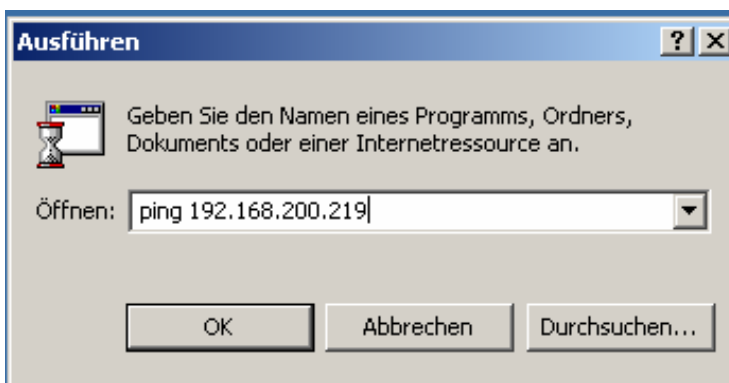 Ausführen
Geben Sie den Namen eines Programms, Ordners,
Dokuments oder einer Internetressource an.
Öffnen: ping 192.168.200.219
OK Abbrechen Durchsuchen...